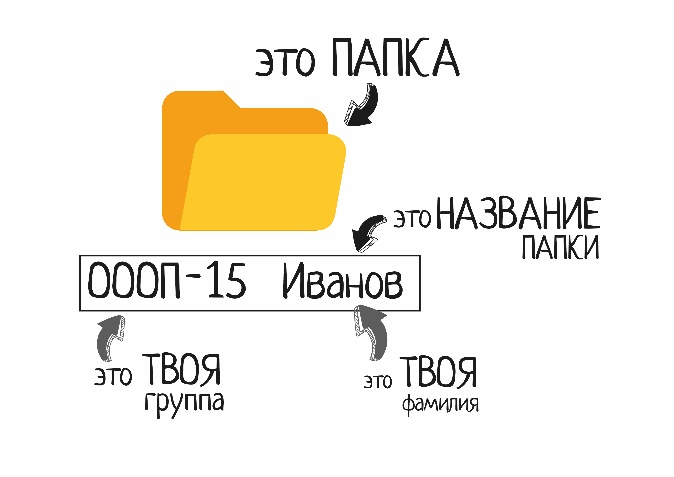 это ПАПКА
это НАЗВАНИЕ
ПАПКИ
ОООП-15 Иванов
это ТВОЯ
группа
это ТВОЯ
фамилия